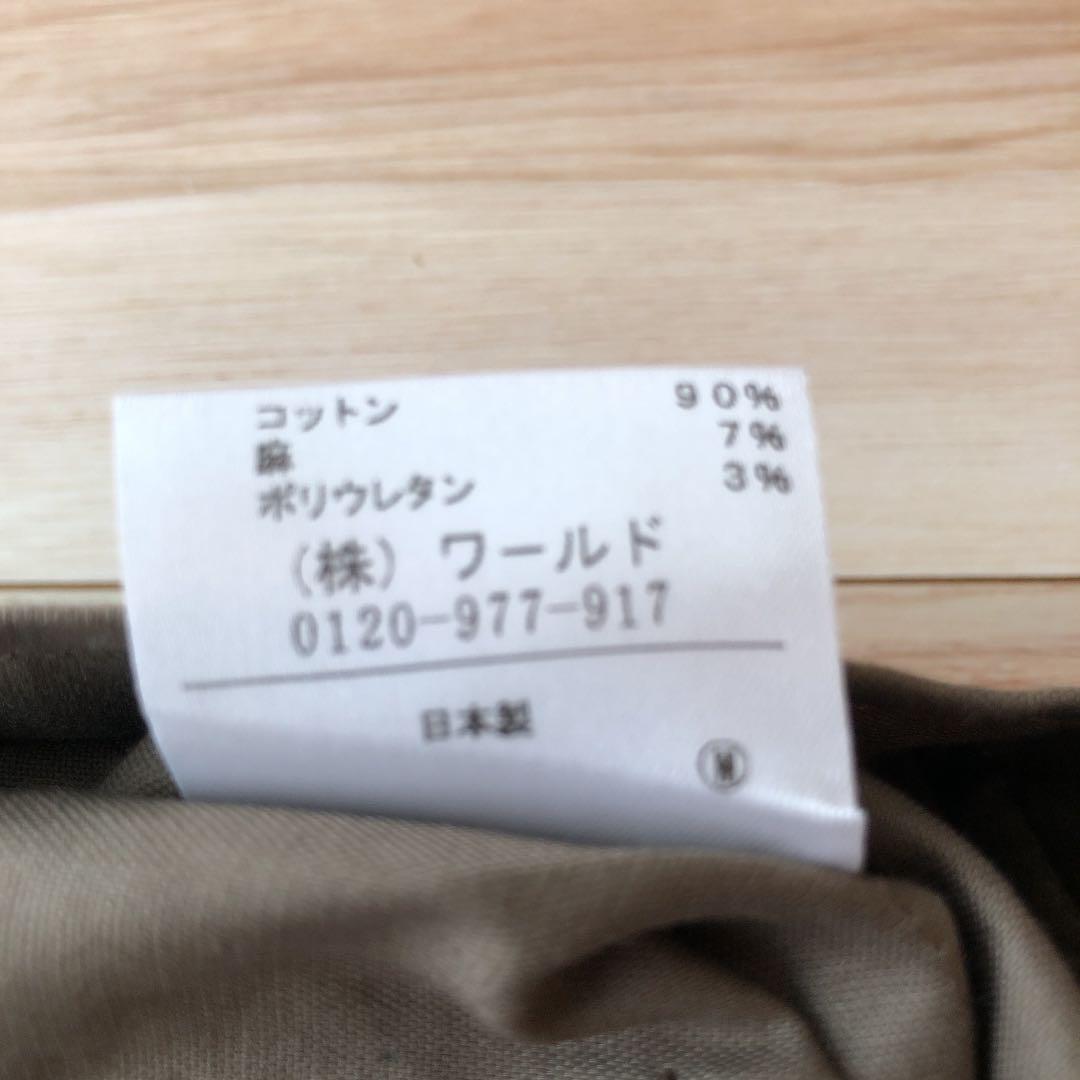 コットン 90%
麻 7%
ポリウレタン 3%
(株) ワールド
0120-977-917
日本製
Ⓜ